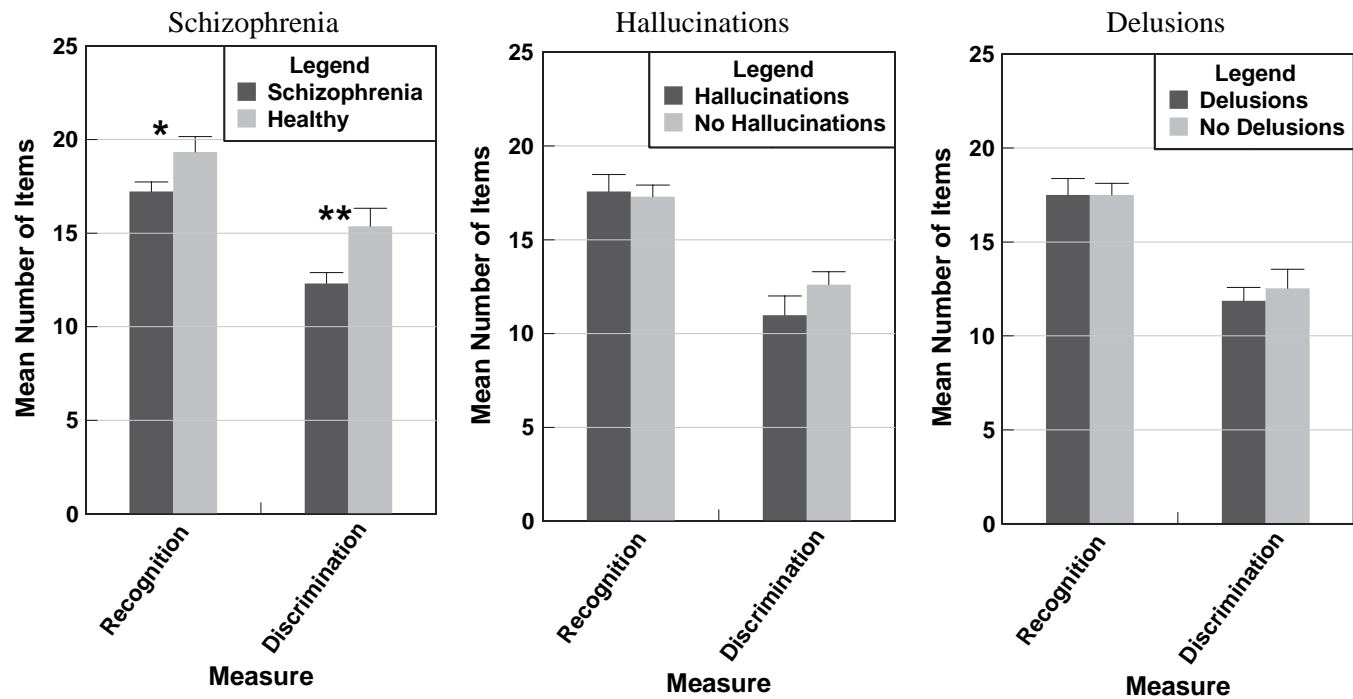 Schizophrenia
Mean Number of Items
25
20
15
10
5
0
Legend
Schizophrenia
Healthy
*
**
Recognition
Discrimination
Measure
Hallucinations
Mean Number of Items
25
20
15
10
5
0
Legend
Hallucinations
No Hallucinations
Recognition
Discrimination
Measure
Delusions
Mean Number of Items
25
20
15
10
5
0
Legend
Delusions
No Delusions
Recognition
Discrimination
Measure